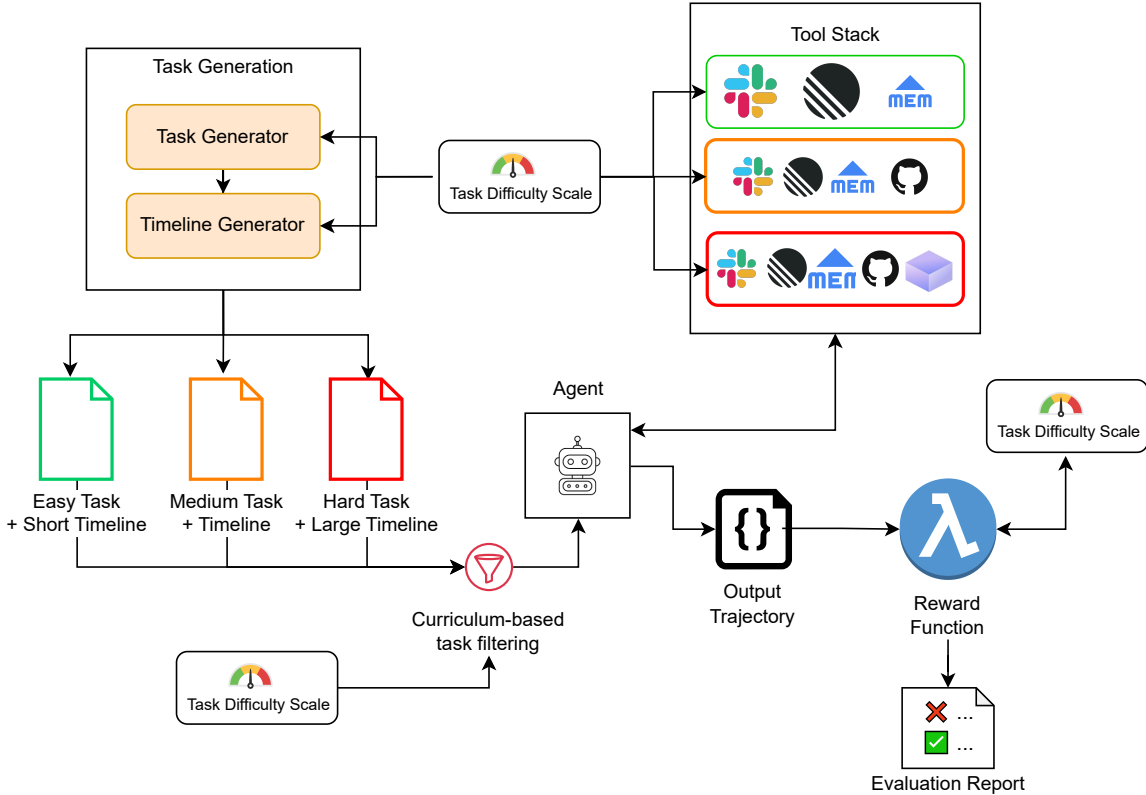 Task Generation
Task Generator
Timeline Generator
Task Difficulty Scale
Tool Stack
MEM
MEM
MEM
Easy Task
+ Short Timeline
Medium Task
+ Timeline
Hard Task
+ Large Timeline
Agent
Task Difficulty Scale
{}
λ
Output
Trajectory
Reward
Function
Curriculum-based
task filtering
Task Difficulty Scale
...
...
Evaluation Report